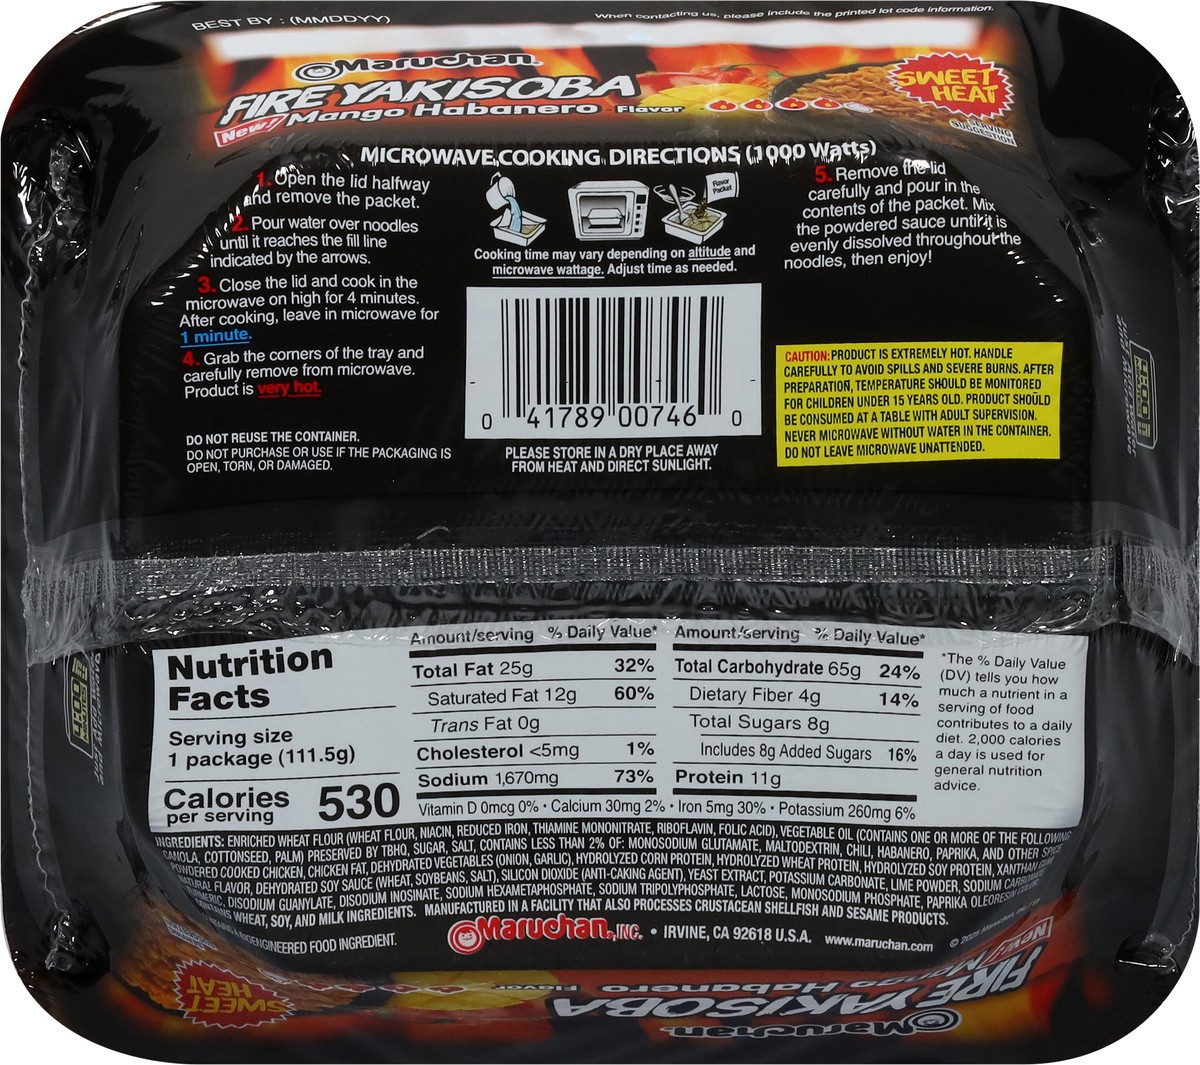 BEST BY : (MMDDYY)
When contacting us, please include the printed lot code information.
Maruchan®
FIRE YAKISOBA
New! Mango Habanero Flavor
SWEET
HEAT
SERVING
SUGGESTION
MICROWAVE COOKING DIRECTIONS (1000 Watts)
1. Open the lid halfway
and remove the packet.
2. Pour water over noodles
until it reaches the fill line
indicated by the arrows.
3. Close the lid and cook in the
microwave on high for 4 minutes.
After cooking, leave in microwave for
1 minute.
4. Grab the corners of the tray and
carefully remove from microwave.
Product is very hot.
DO NOT REUSE THE CONTAINER.
DO NOT PURCHASE OR USE IF THE PACKAGING IS
OPEN, TORN, OR DAMAGED.
Flavor
Packet
Cooking time may vary depending on altitude and
microwave wattage. Adjust time as needed.
0 41789 00746 0
PLEASE STORE IN A DRY PLACE AWAY
FROM HEAT AND DIRECT SUNLIGHT.
5. Remove the lid
carefully and pour in the
contents of the packet. Mix
the powdered sauce until it is
evenly dissolved throughout the
noodles, then enjoy!
CAUTION: PRODUCT IS EXTREMELY HOT. HANDLE
CAREFULLY TO AVOID SPILLS AND SEVERE BURNS. AFTER
PREPARATION, TEMPERATURE SHOULD BE MONITORED
FOR CHILDREN UNDER 15 YEARS OLD. PRODUCT SHOULD
BE CONSUMED AT A TABLE WITH ADULT SUPERVISION.
NEVER MICROWAVE WITHOUT WATER IN THE CONTAINER.
DO NOT LEAVE MICROWAVE UNATTENDED.
Nutrition
Facts
Serving size
1 package (111.5g)
Calories 530
per serving
Amount/serving % Daily Value*
Total Fat 25g 32%
Saturated Fat 12g 60%
Trans Fat 0g
Cholesterol <5mg 1%
Sodium 1,670mg 73%
Amount/serving % Daily Value*
Total Carbohydrate 65g 24%
Dietary Fiber 4g 14%
Total Sugars 8g
Includes 8g Added Sugars 16%
Protein 11g
Vitamin D 0mcg 0% • Calcium 30mg 2% • Iron 5mg 30% • Potassium 260mg 6%
*The % Daily Value
(DV) tells you how
much a nutrient in a
serving of food
contributes to a daily
diet. 2,000 calories
a day is used for
general nutrition
advice.
INGREDIENTS: ENRICHED WHEAT FLOUR (WHEAT FLOUR, NIACIN, REDUCED IRON, THIAMINE MONONITRATE, RIBOFLAVIN, FOLIC ACID), VEGETABLE OIL (CONTAINS ONE OR MORE OF THE FOLLOWING
CANOLA, COTTONSEED, PALM) PRESERVED BY TBHQ, SUGAR, SALT, CONTAINS LESS THAN 2% OF: MONOSODIUM GLUTAMATE, MALTODEXTRIN, CHILI, HABANERO, PAPRIKA, AND OTHER
POWDERED COOKED CHICKEN, CHICKEN FAT, DEHYDRATED VEGETABLES (ONION, GARLIC), HYDROLYZED CORN PROTEIN, HYDROLYZED WHEAT PROTEIN, HYDROLYZED SOY PROTEIN, XANTHAN
NATURAL FLAVOR, DEHYDRATED SOY SAUCE (WHEAT, SOYBEANS, SALT), SILICON DIOXIDE (ANTI-CAKING AGENT), YEAST EXTRACT, POTASSIUM CARBONATE, LIME POWDER, SODIUM CARBONATE,
DISODIUM GUANYLATE, DISODIUM INOSINATE, SODIUM HEXAMETAPHOSPHATE, SODIUM TRIPOLYPHOSPHATE, LACTOSE, MONOSODIUM PHOSPHATE, PAPRIKA OLEORESIN
CONTAINS WHEAT, SOY, AND MILK INGREDIENTS. MANUFACTURED IN A FACILITY THAT ALSO PROCESSES CRUSTACEAN SHELLFISH AND SESAME PRODUCTS.
A BIOENGINEERED FOOD INGREDIENT.
Maruchan®, INC. • IRVINE, CA 92618 U.S.A. www.maruchan.com
New!
FIRE YAKISOBA
Habanero Flavor
SWEET
HEAT
Maruchan®